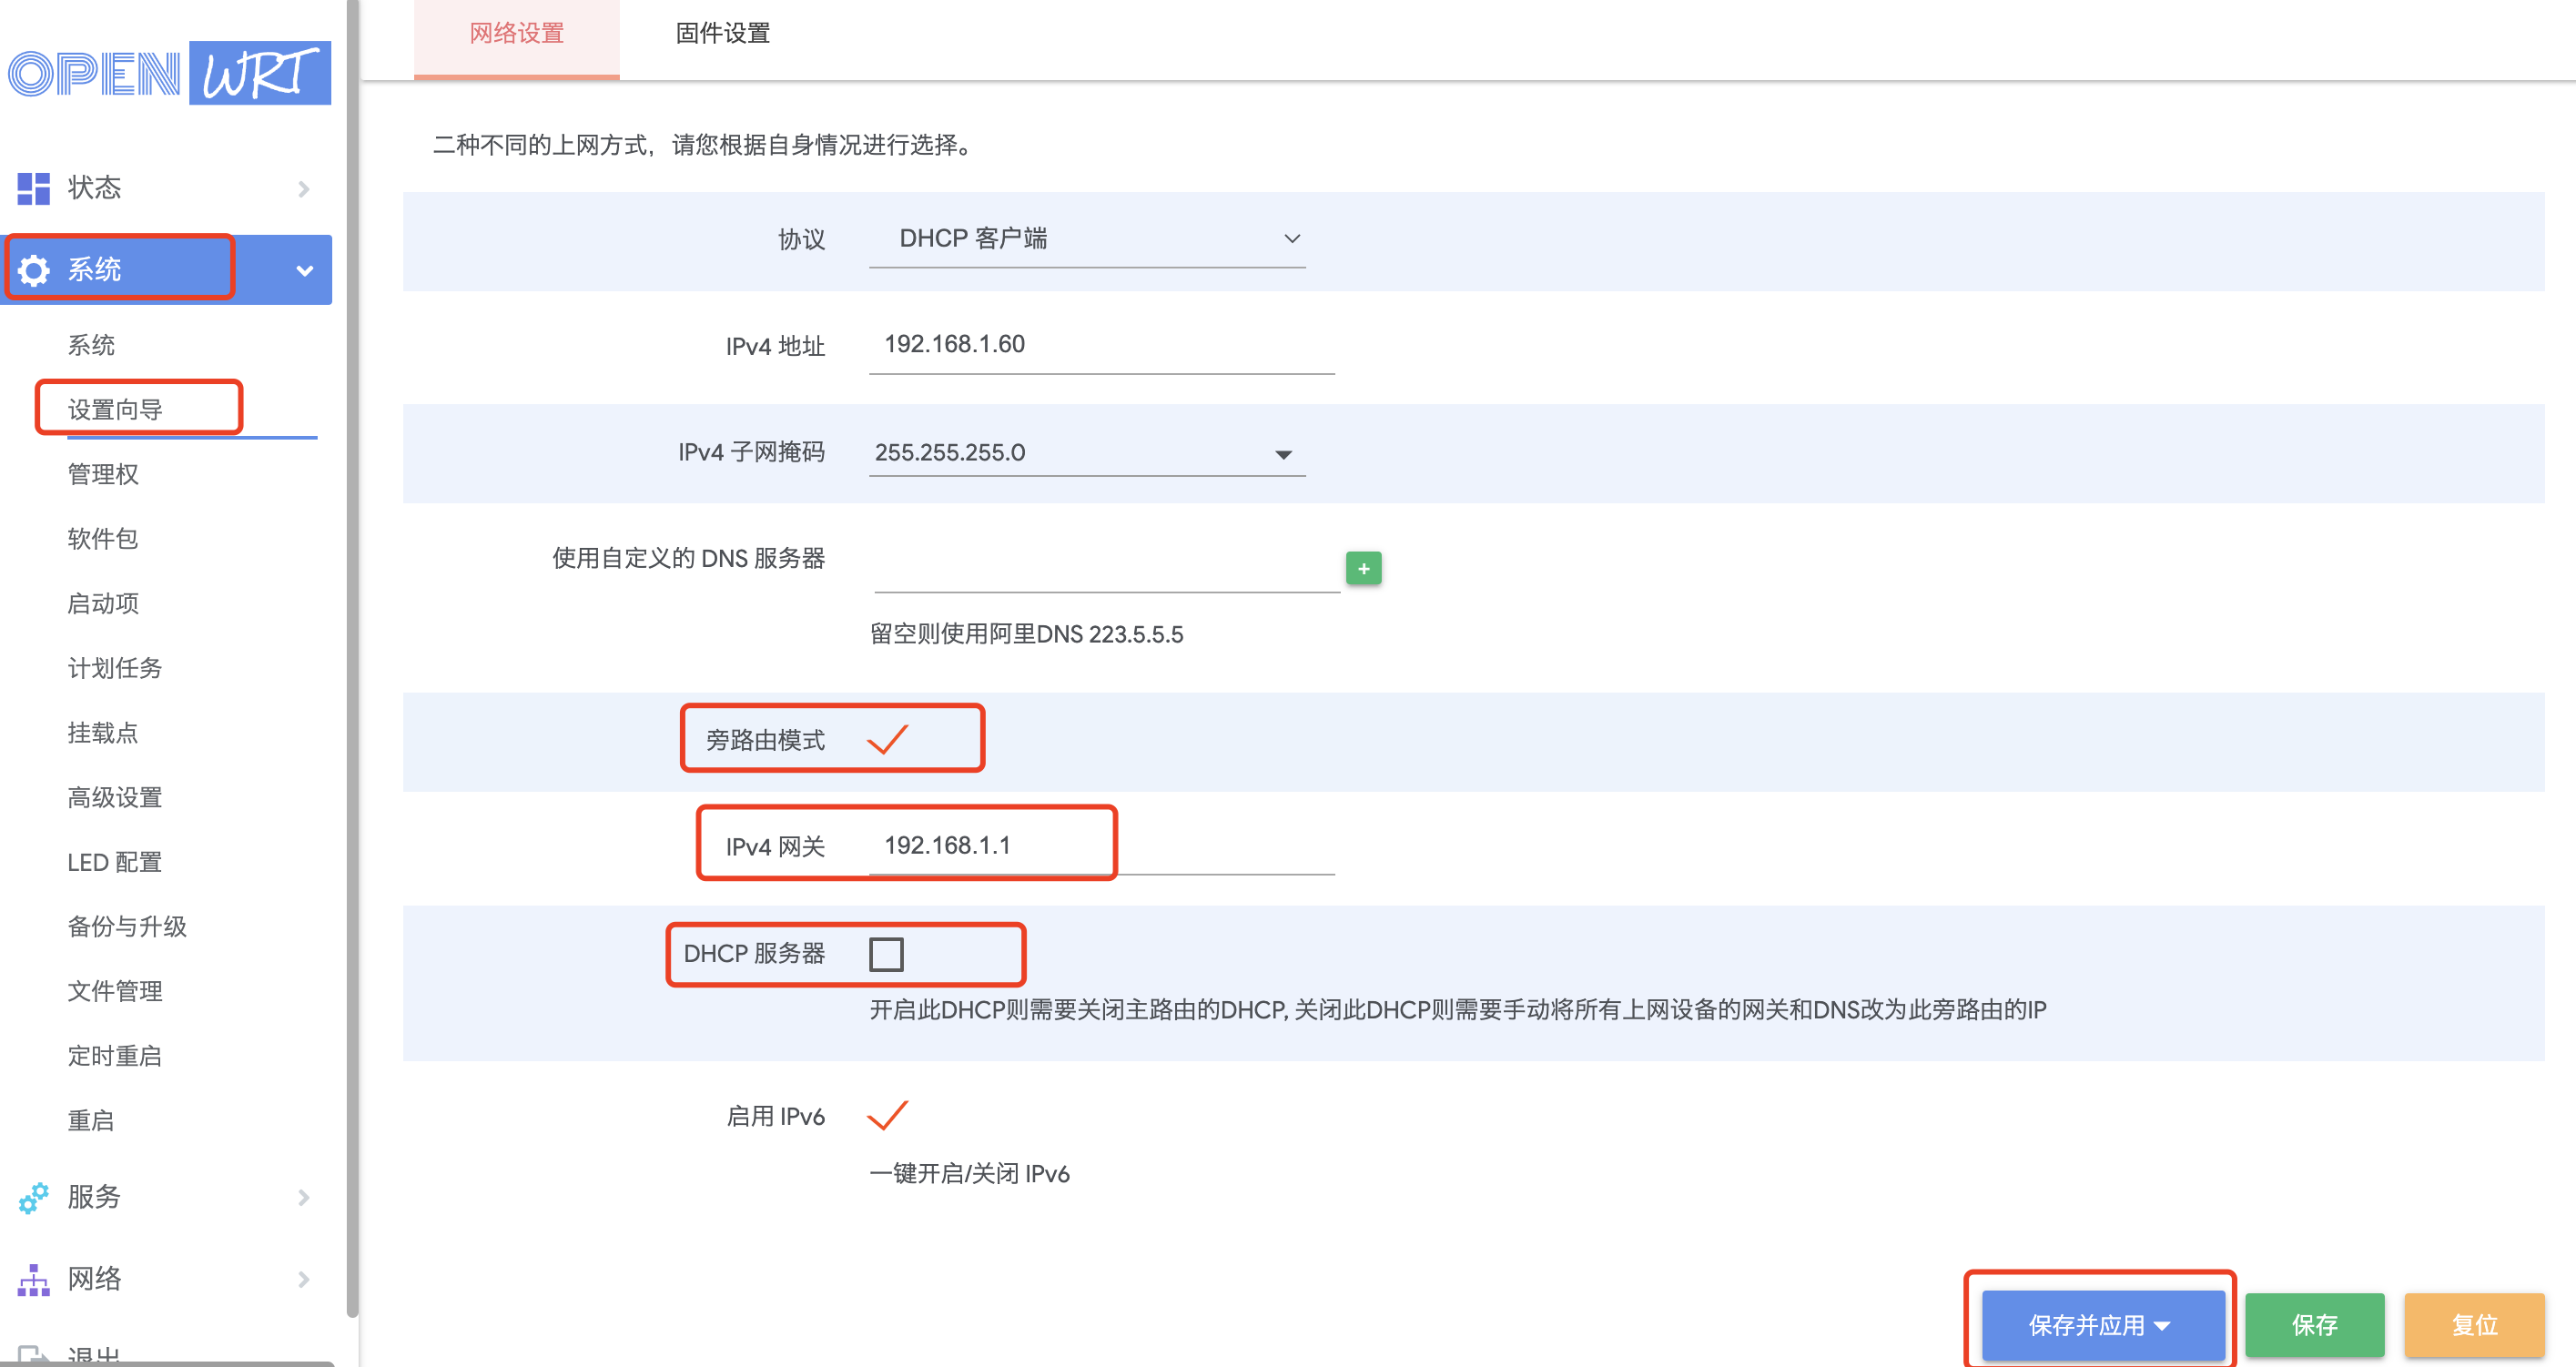 OPENWRT
状态
系统
系统
设置向导
管理权
软件包
启动项
计划任务
挂载点
高级设置
LED 配置
备份与升级
文件管理
定时重启
重启
服务
网络
退出
网络设置
固件设置
二种不同的上网方式，请您根据自身情况进行选择。
协议
DHCP 客户端
IPv4 地址
192.168.1.60
IPv4 子网掩码
255.255.255.0
使用自定义的 DNS 服务器
+
留空则使用阿里DNS 223.5.5.5
旁路由模式
IPv4 网关
192.168.1.1
DHCP 服务器
开启此DHCP则需要关闭主路由的DHCP, 关闭此DHCP则需要手动将所有上网设备的网关和DNS改为此旁路由的IP
启用 IPv6
一键开启/关闭 IPv6
保存并应用
保存
复位